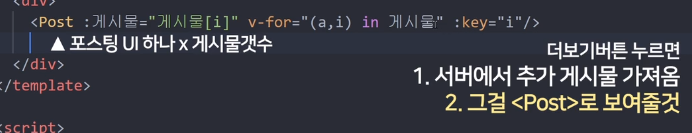 <div>
<Post :게시물="게시물[i]" v-for="(a,i) in 게시물" :key="i"/>
▲ 포스팅 UI 하나 x 게시물갯수
더보기버튼 누르면
</div>
1. 서버에서 추가 게시물 가져옴
</template>
2. 그걸 <Post>로 보여줄것
<script>